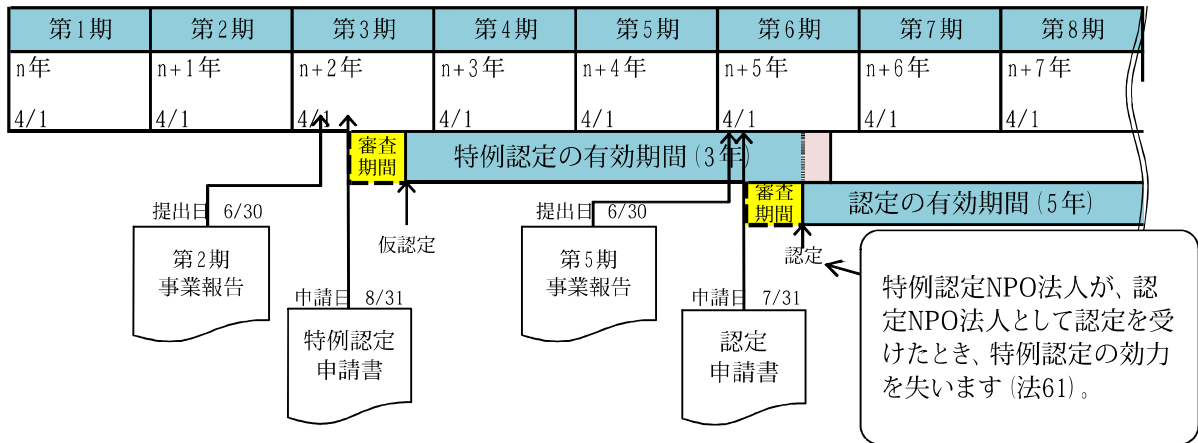 第1期 第2期 第3期 第4期 第5期 第6期 第7期 第8期
n年 n+1年 n+2年 n+3年 n+4年 n+5年 n+6年 n+7年
4/1 4/1 4/1 4/1 4/1 4/1 4/1 4/1
審査
期間
特例認定の有効期間(3年)
審査
期間
認定の有効期間(5年)
提出日 6/30
仮認定
提出日 6/30
認定
第2期
事業報告
申請日 8/31
特例認定
申請書
第5期
事業報告
申請日 7/31
認定
申請書
特例認定NPO法人が、認
定NPO法人として認定を受
けたとき、特例認定の効力
を失います(法61)。